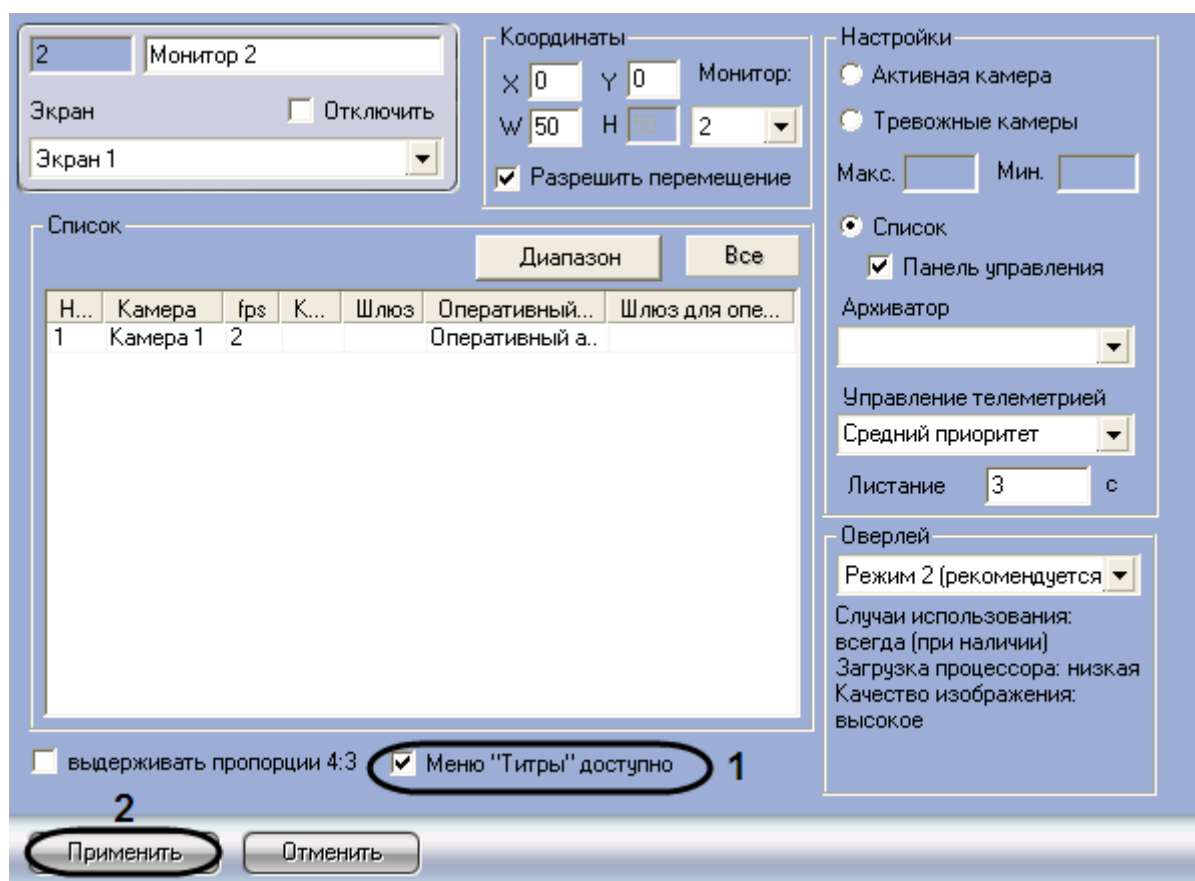 2 Монитор 2
Экран Отключить
Экран 1
Координаты
X 0 Y 0 Монитор:
W 50 H 50 2
Разрешить перемещение
Настройки
Активная камера
Тревожные камеры
Макс. Мин.
Список
Панель управления
Архиватор
Управление телеметрией
Средний приоритет
Листание 3 с
Список
Диапазон Все
Н... Камера fps К... Шлюз Оперативный... Шлюз для опе...
1 Камера 1 2 Оперативный а..
Оверлей
Режим 2 (рекомендуется
Случаи использования:
всегда (при наличии)
Загрузка процессора: низкая
Качество изображения:
высокое
выдерживать пропорции 4:3 Меню "Титры" доступно 1
2
Применить Отменить